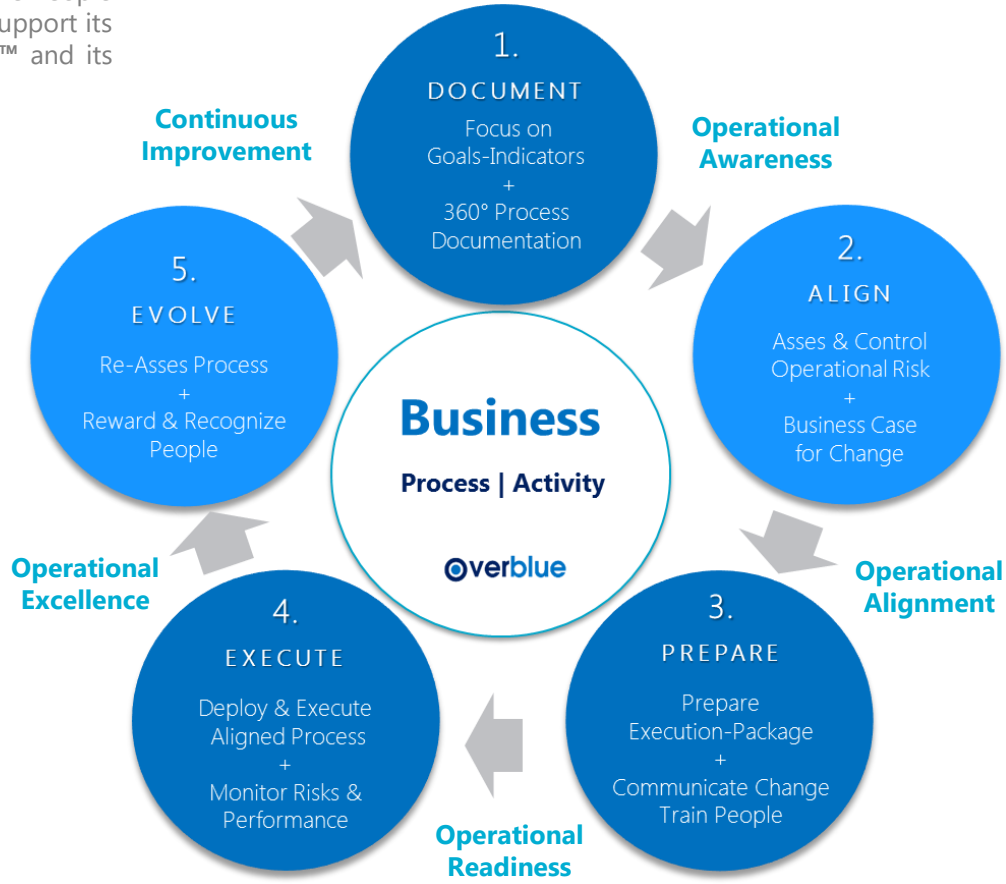 upport its
™ and its
1.
DOCUMENT
Focus on
Goals-Indicators
+
360° Process
Documentation
Operational
Awareness
2.
ALIGN
Asses & Control
Operational Risk
+
Business Case
for Change
Operational
Alignment
3.
PREPARE
Prepare
Execution-Package
+
Communicate Change
Train People
Operational
Readiness
4.
EXECUTE
Deploy & Execute
Aligned Process
+
Monitor Risks &
Performance
Operational
Excellence
5.
EVOLVE
Re-Asses Process
+
Reward & Recognize
People
Continuous
Improvement
Business
Process | Activity
overblue